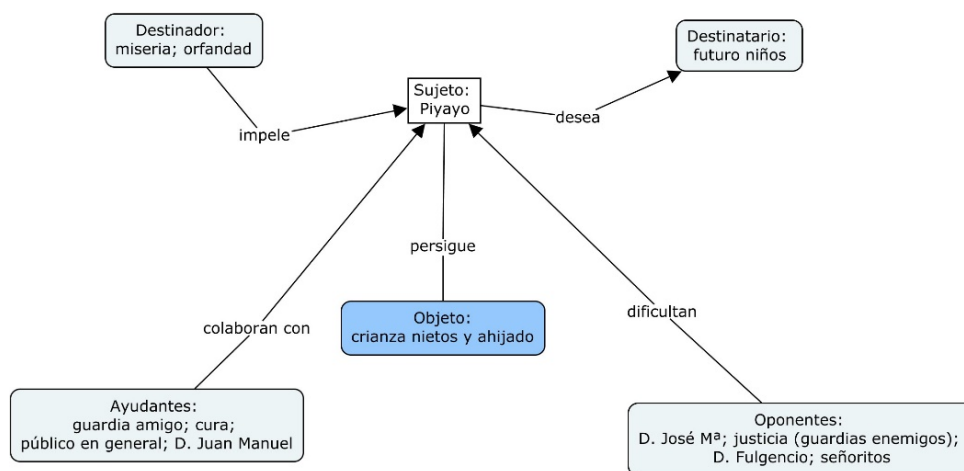 Destinador:
miseria; orfandad
Destinatario:
futuro niños
Sujeto:
Piyayo
impele
desea
persigue
colaboran con
dificultan
Objeto:
crianza nietos y ahijado
Ayudantes:
guardia amigo; cura;
público en general; D. Juan Manuel
Oponentes:
D. José Mª; justicia (guardias enemigos);
D. Fulgencio; señoritos